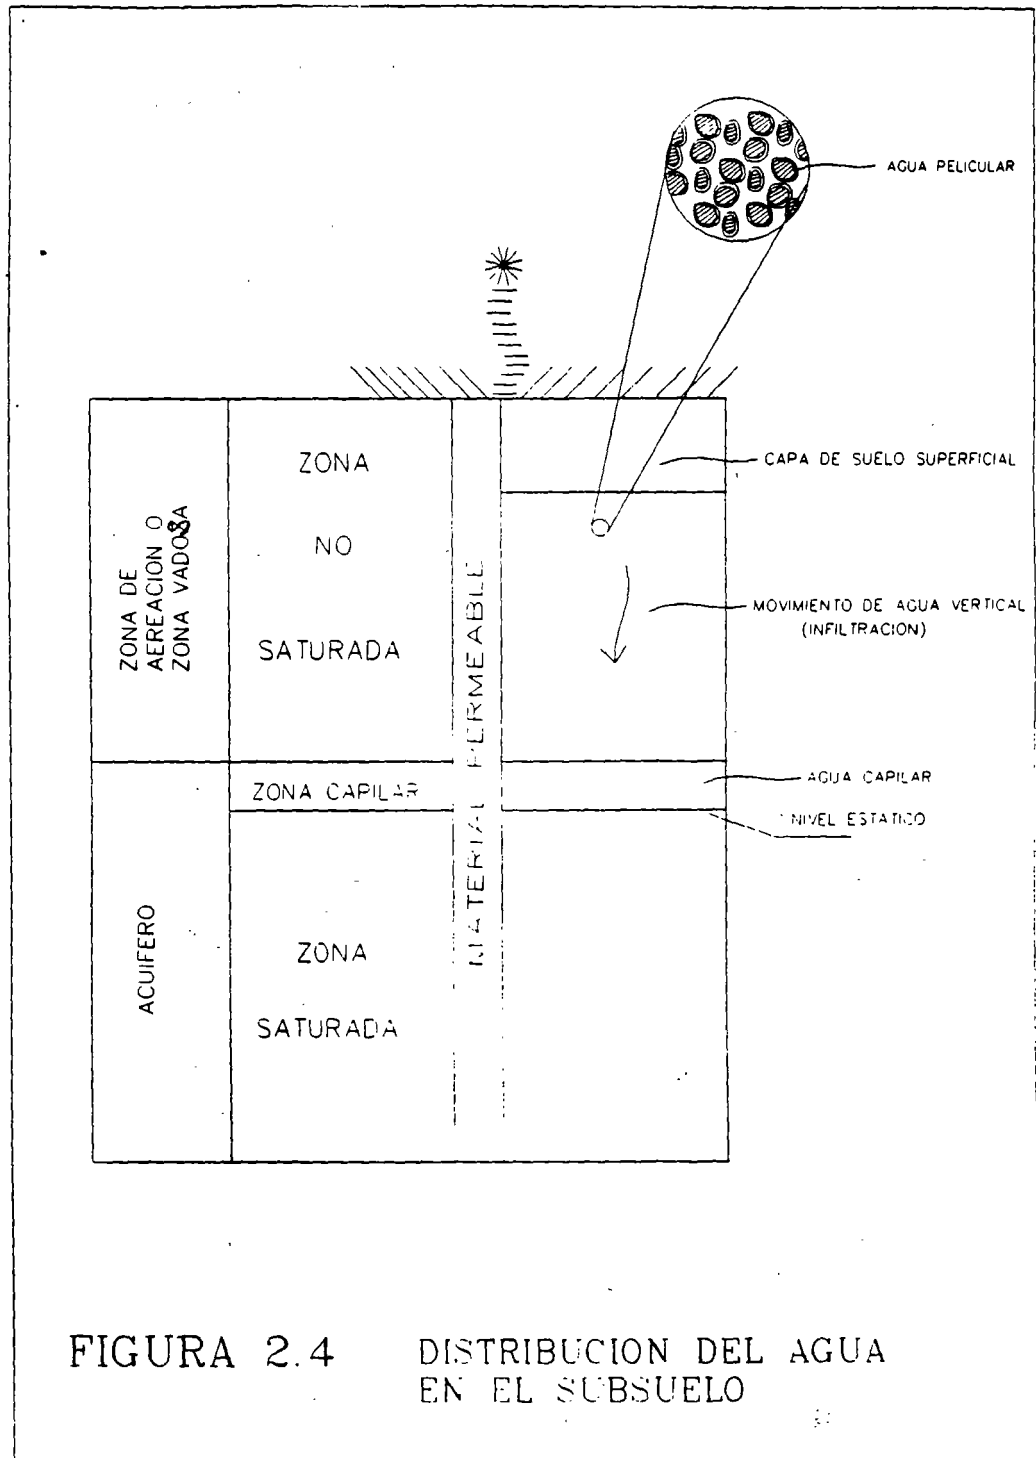 AGUA PELICULAR
ZONA DE
AEREACION O
ZONA VADOSA
ZONA
NO
SATURADA
MATERIAL PERMEABLE
CAPA DE SUELO SUPERFICIAL
MOVIMIENTO DE AGUA VERTICAL
(INFILTRACION)
ZONA CAPILAR
AGUA CAPILAR
NIVEL ESTATICO
ACUIFERO
ZONA
SATURADA
FIGURA 2.4
DISTRIBUCION DEL AGUA
EN EL SUBSUELO